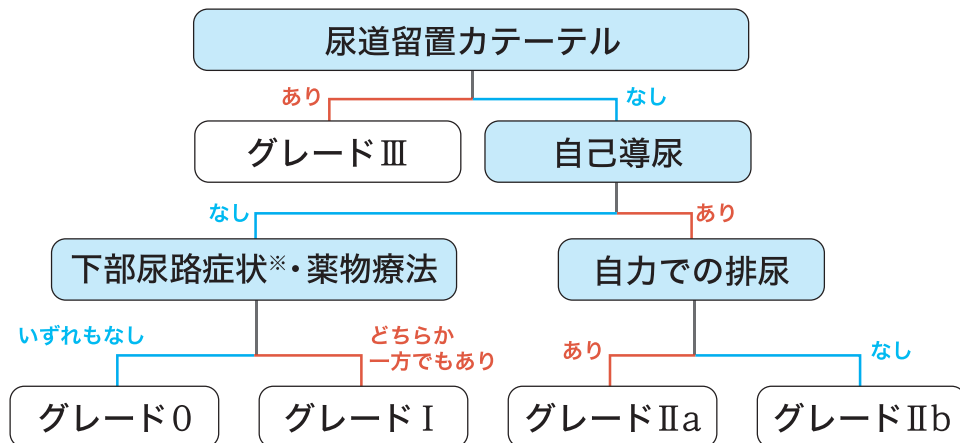 尿道留置カテーテル
あり
なし
グレードⅢ
自己導尿
なし
あり
下部尿路症状※・薬物療法
自力での排尿
いずれもなし
どちらか
一方でもあり
あり
なし
グレード0
グレードⅠ
グレードⅡa
グレードⅡb